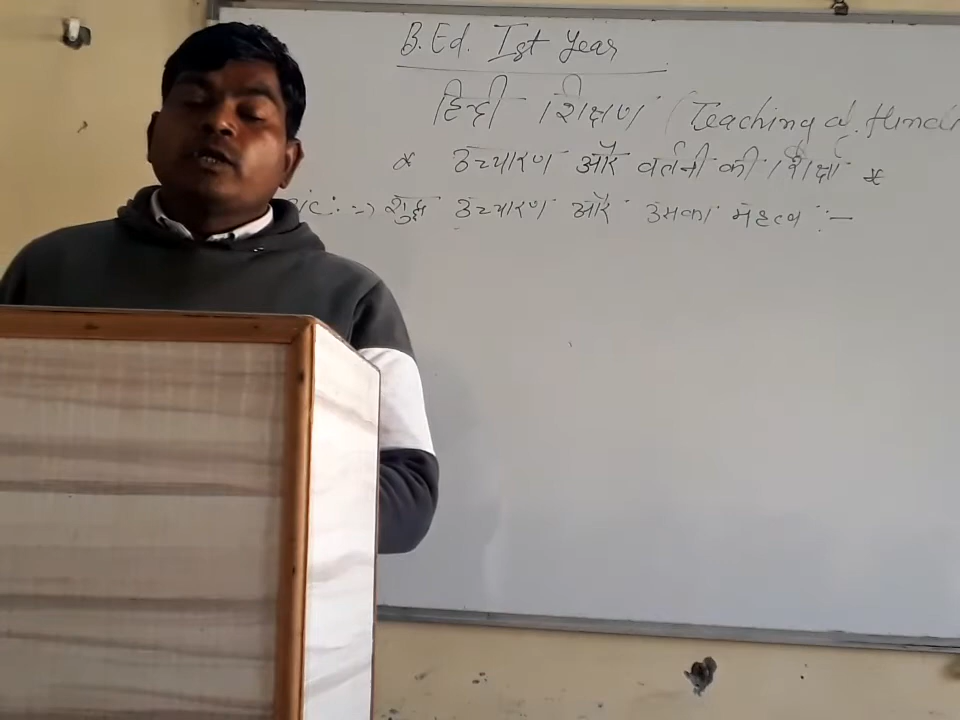 B.Ed. Ist Year
हिन्दी शिक्षण (Teaching of Hindi
* उच्चारण और वर्तनी की शिक्षा *
:-> शुद्ध उच्चारण और उसका महत्व :-